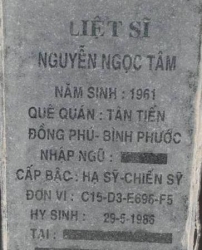 LIỆT SĨ
NGUYỄN NGỌC TÂM
NĂM SINH : 1961
QUÊ QUÁN : TÂN TIẾN
ĐỒNG PHÚ - BÌNH PHƯỚC
NHẬP NGŨ :
CẤP BẬC : HẠ SỸ - CHIẾN SỸ
ĐƠN VỊ : C15-D3-E696-F5
HY SINH : 29-5-1986
TẠI :